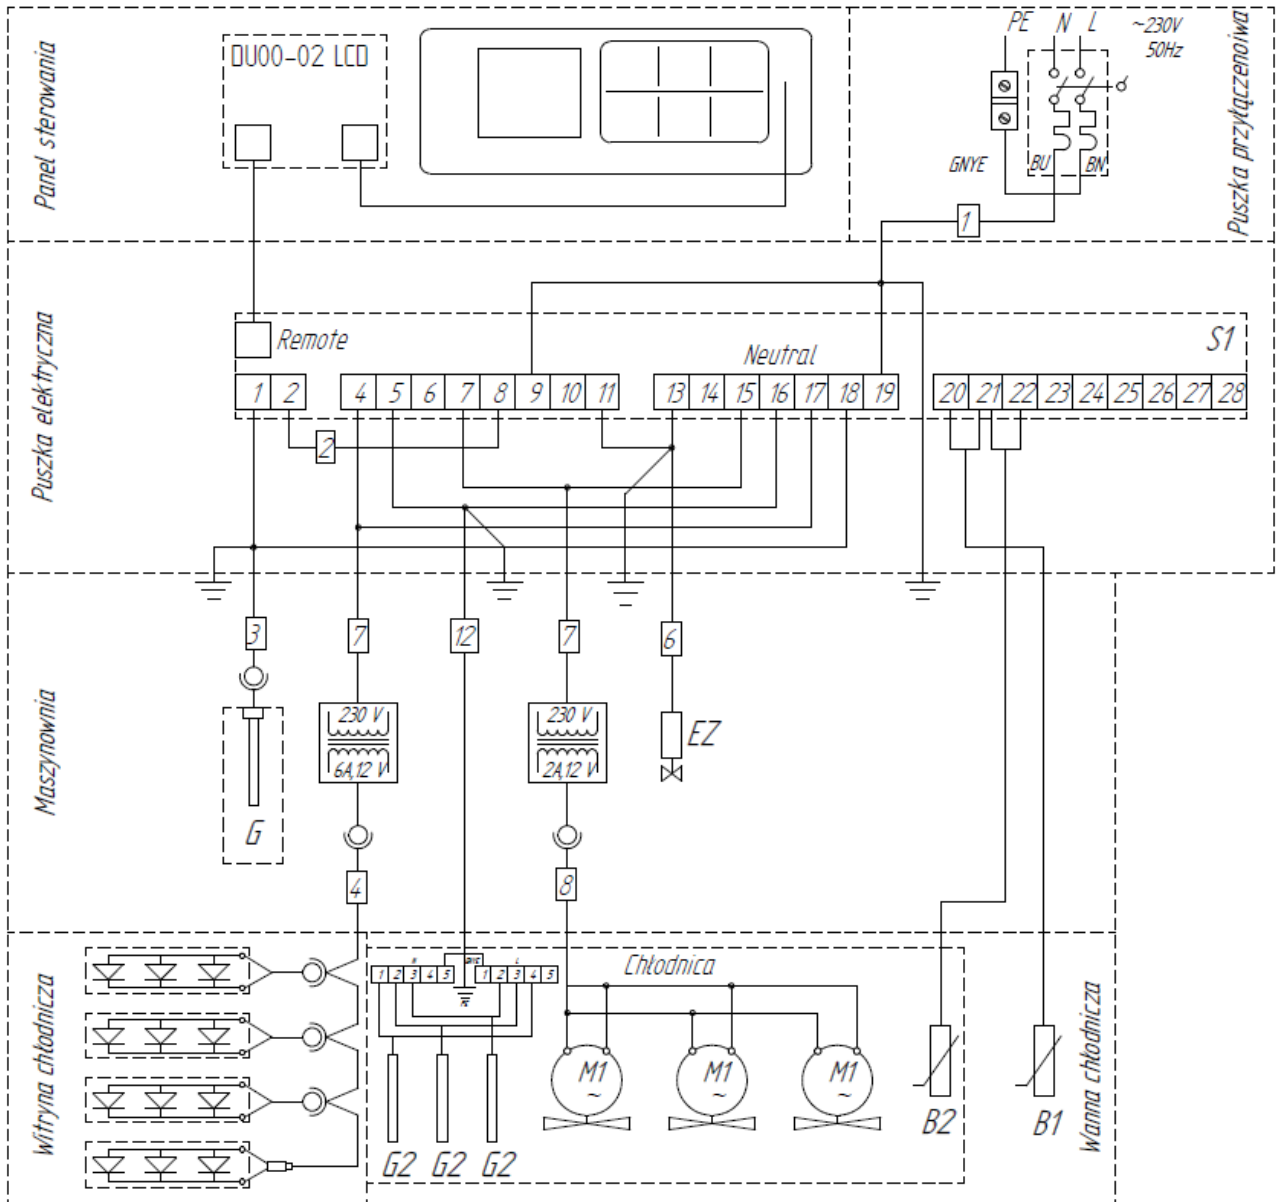 Panel sterowania
DU00-02 LCD
PE N L ~230V
50Hz
GNYE
BU
BN
Puszka przyłączenoiwa
1
Puszka elektryczna
Remote
Neutral
S1
1 2
4 5 6 7 8 9 10 11
13 14 15 16 17 18 19
20 21 22 23 24 25 26 27 28
2
Maszynownia
3
7
12
7
6
230 V
6A,12 V
230 V
2A,12 V
EZ
G
4
8
Witryna chłodnicza
N
L
1 2 3 4 5
1 2 3 4 5
PE
Chłodnica
M1
~
M1
~
M1
~
G2 G2 G2
B2
B1
Wanna chłodnicza